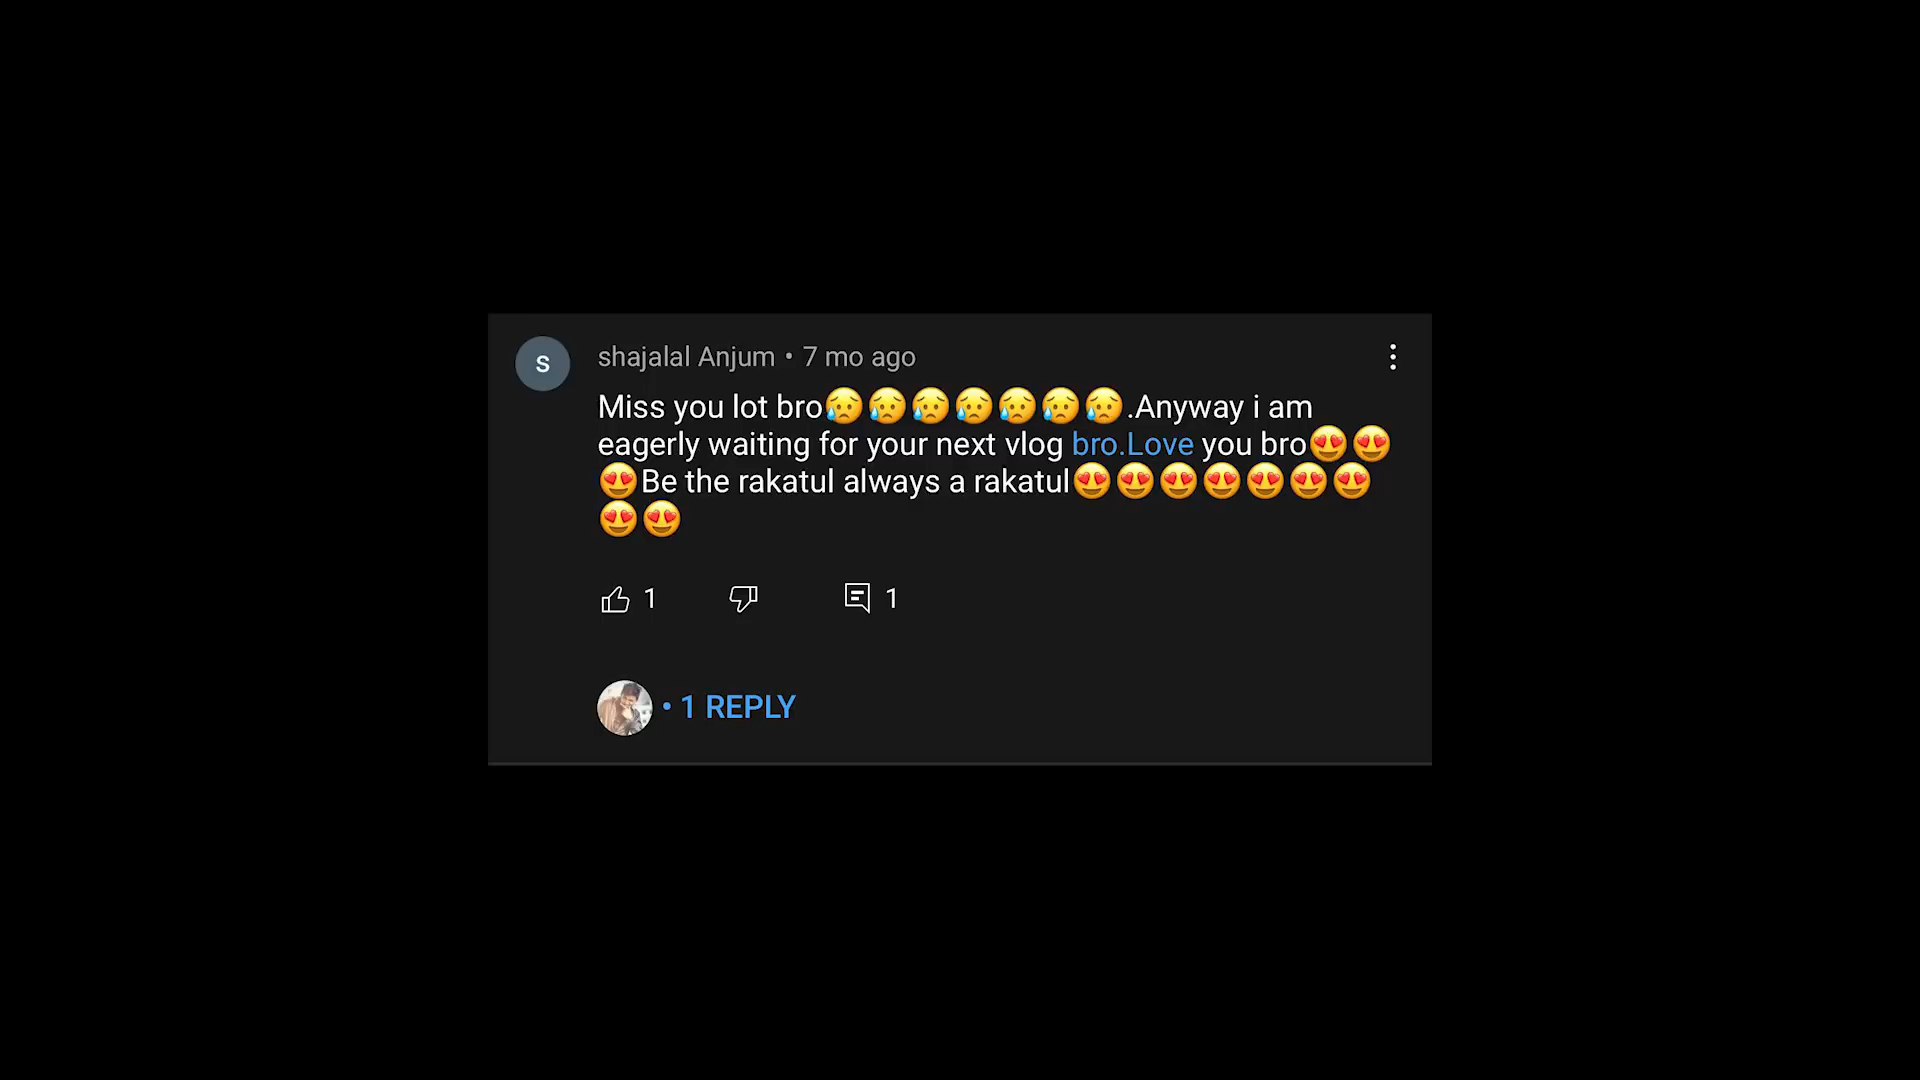 S
shajalal Anjum • 7 mo ago
Miss you lot bro😥😥😥😥😥😥😥.Anyway i am
eagerly waiting for your next vlog bro.Love you bro😍😍
😍Be the rakatul always a rakatul😍😍😍😍😍😍😍
😍😍
1 1
• 1 REPLY